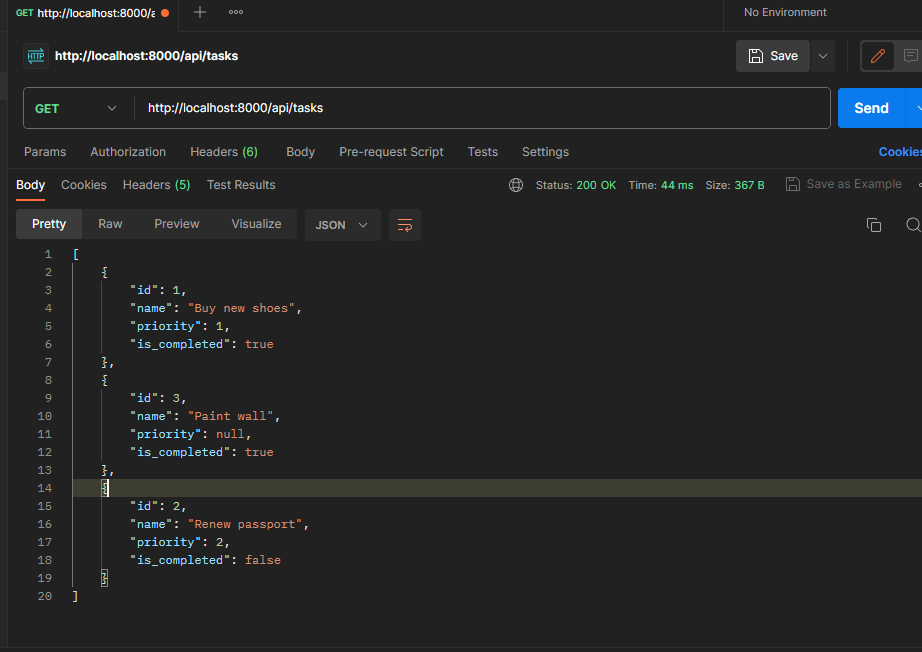 GET http://localhost:8000/a
No Environment
HTTP http://localhost:8000/api/tasks
Save
GET http://localhost:8000/api/tasks
Send
Params Authorization Headers (6) Body Pre-request Script Tests Settings Cookies
Body Cookies Headers (5) Test Results Status: 200 OK Time: 44 ms Size: 367 B Save as Example
Pretty Raw Preview Visualize JSON
1 [
2 {
3 "id": 1,
4 "name": "Buy new shoes",
5 "priority": 1,
6 "is_completed": true
7 },
8 {
9 "id": 3,
10 "name": "Paint wall",
11 "priority": null,
12 "is_completed": true
13 },
14 {
15 "id": 2,
16 "name": "Renew passport",
17 "priority": 2,
18 "is_completed": false
19 }
20 ]